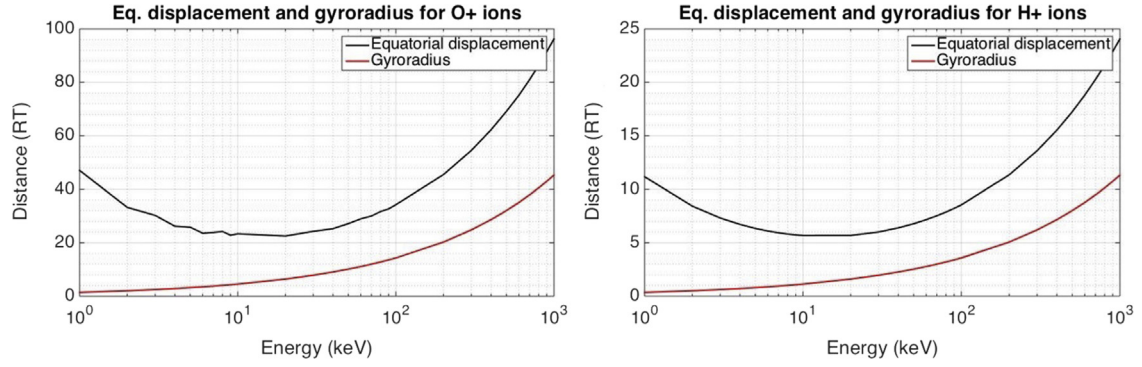 Eq. displacement and gyroradius for O+ ions
100
80
60
40
20
0
Distance (RT)
Equatorial displacement
Gyroradius
10^0
10^1
10^2
10^3
Energy (keV)
Eq. displacement and gyroradius for H+ ions
25
20
15
10
5
0
Distance (RT)
Equatorial displacement
Gyroradius
10^0
10^1
10^2
10^3
Energy (keV)